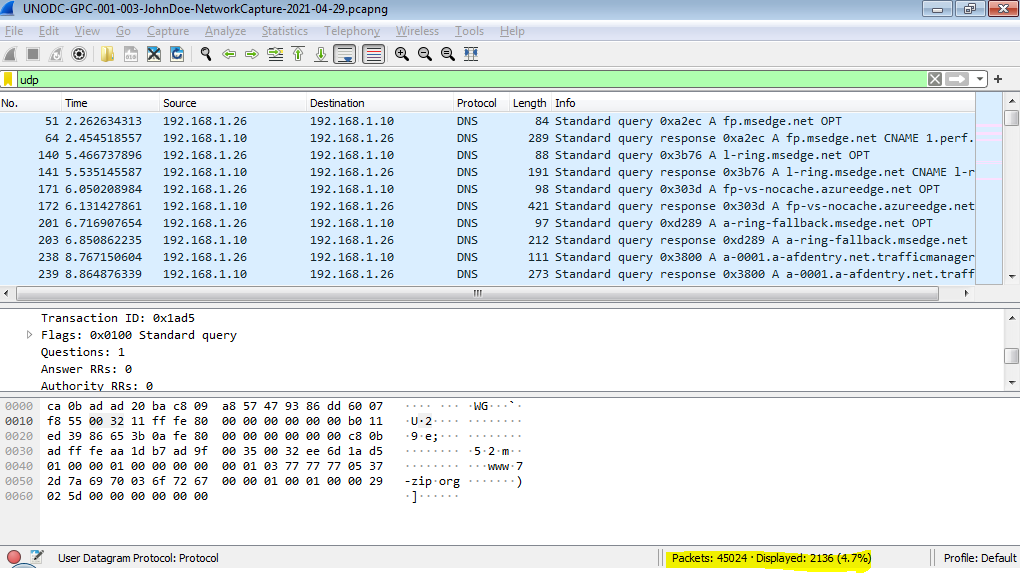 UNODC-GPC-001-003-JohnDoe-NetworkCapture-2021-04-29.pcapng
File Edit View Go Capture Analyze Statistics Telephony Wireless Tools Help
udp
No. Time Source Destination Protocol Length Info
51 2.262634313 192.168.1.26 192.168.1.10 DNS 84 Standard query 0xa2ec A fp.msedge.net OPT
64 2.454518557 192.168.1.10 192.168.1.26 DNS 289 Standard query response 0xa2ec A fp.msedge.net CNAME 1.perf.
140 5.466737896 192.168.1.26 192.168.1.10 DNS 88 Standard query 0x3b76 A l-ring.msedge.net OPT
141 5.535145587 192.168.1.10 192.168.1.26 DNS 191 Standard query response 0x3b76 A l-ring.msedge.net CNAME l-r
171 6.050208984 192.168.1.26 192.168.1.10 DNS 98 Standard query 0x303d A fp-vs-nocache.azureedge.net OPT
172 6.131427861 192.168.1.10 192.168.1.26 DNS 421 Standard query response 0x303d A fp-vs-nocache.azureedge.net
201 6.716907654 192.168.1.26 192.168.1.10 DNS 97 Standard query 0xd289 A a-ring-fallback.msedge.net OPT
203 6.850862235 192.168.1.10 192.168.1.26 DNS 212 Standard query response 0xd289 A a-ring-fallback.msedge.net
238 8.767150604 192.168.1.26 192.168.1.10 DNS 111 Standard query 0x3800 A a-0001.a-afdentry.net.trafficmanager
239 8.864876339 192.168.1.10 192.168.1.26 DNS 273 Standard query response 0x3800 A a-0001.a-afdentry.net.traff
Transaction ID: 0x1ad5
Flags: 0x0100 Standard query
Questions: 1
Answer RRs: 0
Authority RRs: 0
0000 ca 0b ad ad 20 ba c8 09 a8 57 47 93 86 dd 60 07 ···· ··· ·WG···`·
0010 f8 55 00 32 11 ff fe 80 00 00 00 00 00 00 b0 11 ·U·2···· ········
0020 ed 39 86 65 3b 0a fe 80 00 00 00 00 00 00 c8 0b ·9·e;··· ········
0030 ad ff fe aa 1d b7 ad 9f 00 35 00 32 ee 6d 1a d5 ········ ·5·2·m··
0040 01 00 00 01 00 00 00 00 00 01 03 77 77 77 05 37 ········ ···www·7
0050 2d 7a 69 70 03 6f 72 67 00 00 01 00 01 00 00 29 -zip·org ·······)
0060 02 5d 00 00 00 00 00 00 ·]······
User Datagram Protocol: Protocol Packets: 45024 · Displayed: 2136 (4.7%) Profile: Default